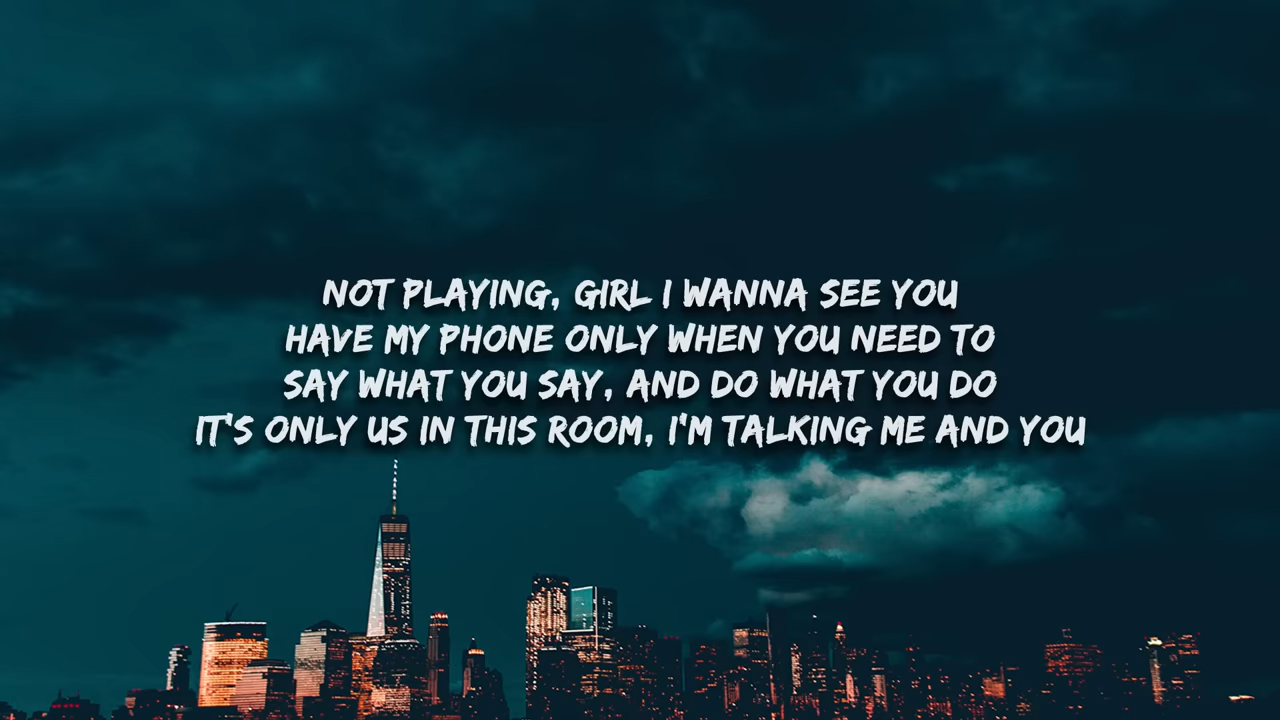 NOT PLAYING, GIRL I WANNA SEE YOU
HAVE MY PHONE ONLY WHEN YOU NEED TO
SAY WHAT YOU SAY, AND DO WHAT YOU DO
IT'S ONLY US IN THIS ROOM, I'M TALKING ME AND YOU